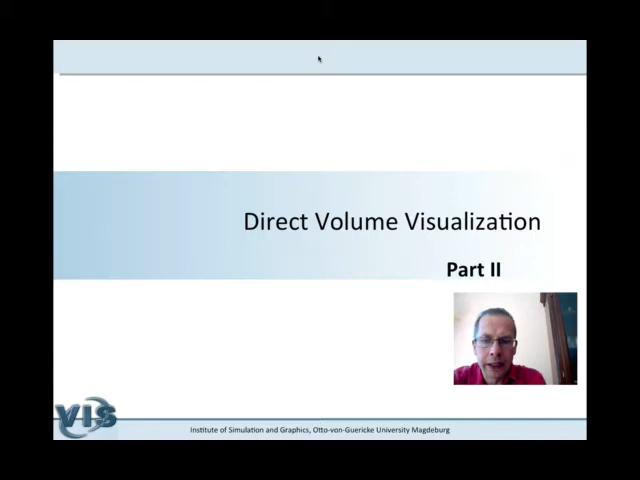 Direct Volume Visualization
Part II
VIS
Institute of Simulation and Graphics, Otto-von-Guericke University Magdeburg